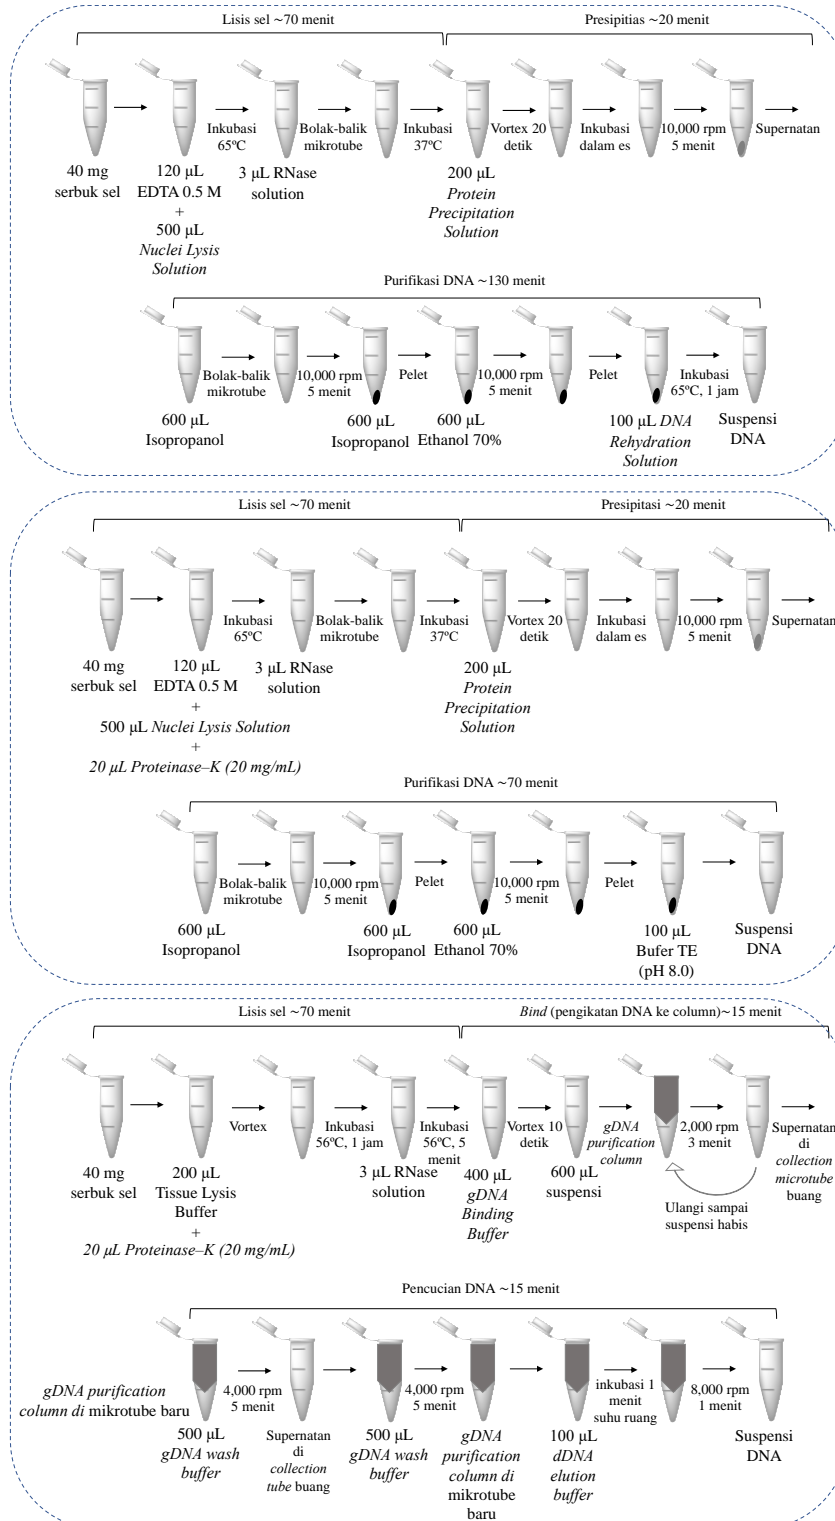 Lisis sel ~70 menit
Presipitias ~20 menit
Inkubasi
65ºC
Bolak-balik
mikrotube
Inkubasi
37ºC
Vortex 20
detik
Inkubasi
dalam es
10,000 rpm
5 menit
Supernatan
40 mg
serbuk sel
120 μL
EDTA 0.5 M
+
500 μL
Nuclei Lysis
Solution
3 μL RNase
solution
200 μL
Protein
Precipitation
Solution
Purifikasi DNA ~130 menit
Bolak-balik
mikrotube
10,000 rpm
5 menit
Pelet
10,000 rpm
5 menit
Pelet
Inkubasi
65ºC, 1 jam
600 μL
Isopropanol
600 μL
Isopropanol
600 μL
Ethanol 70%
100 μL DNA
Rehydration
Solution
Suspensi
DNA
Lisis sel ~70 menit
Presipitasi ~20 menit
Inkubasi
65ºC
Bolak-balik
mikrotube
Inkubasi
37ºC
Vortex 20
detik
Inkubasi
dalam es
10,000 rpm
5 menit
Supernatan
40 mg
serbuk sel
120 μL
EDTA 0.5 M
+
500 μL Nuclei Lysis Solution
+
20 μL Proteinase–K (20 mg/mL)
3 μL RNase
solution
200 μL
Protein
Precipitation
Solution
Purifikasi DNA ~70 menit
Bolak-balik
mikrotube
10,000 rpm
5 menit
Pelet
10,000 rpm
5 menit
Pelet
600 μL
Isopropanol
600 μL
Isopropanol
600 μL
Ethanol 70%
100 μL
Bufer TE
(pH 8.0)
Suspensi
DNA
Lisis sel ~70 menit
Bind (pengikatan DNA ke column)~15 menit
Vortex
Inkubasi
56ºC, 1 jam
Inkubasi
56ºC, 5
menit
Vortex 10
detik
gDNA
purification
column
2,000 rpm
3 menit
Supernatan
di
collection
microtube
buang
40 mg
serbuk sel
200 μL
Tissue Lysis
Buffer
+
20 μL Proteinase–K (20 mg/mL)
3 μL RNase
solution
400 μL
gDNA
Binding
Buffer
600 μL
suspensi
Ulangi sampai
suspensi habis
Pencucian DNA ~15 menit
gDNA purification
column di mikrotube baru
4,000 rpm
5 menit
4,000 rpm
5 menit
inkubasi 1
menit
suhu ruang
8,000 rpm
1 menit
500 μL
gDNA wash
buffer
Supernatan
di
collection
tube buang
500 μL
gDNA wash
buffer
gDNA
purification
column di
mikrotube
baru
100 μL
dDNA
elution
buffer
Suspensi
DNA